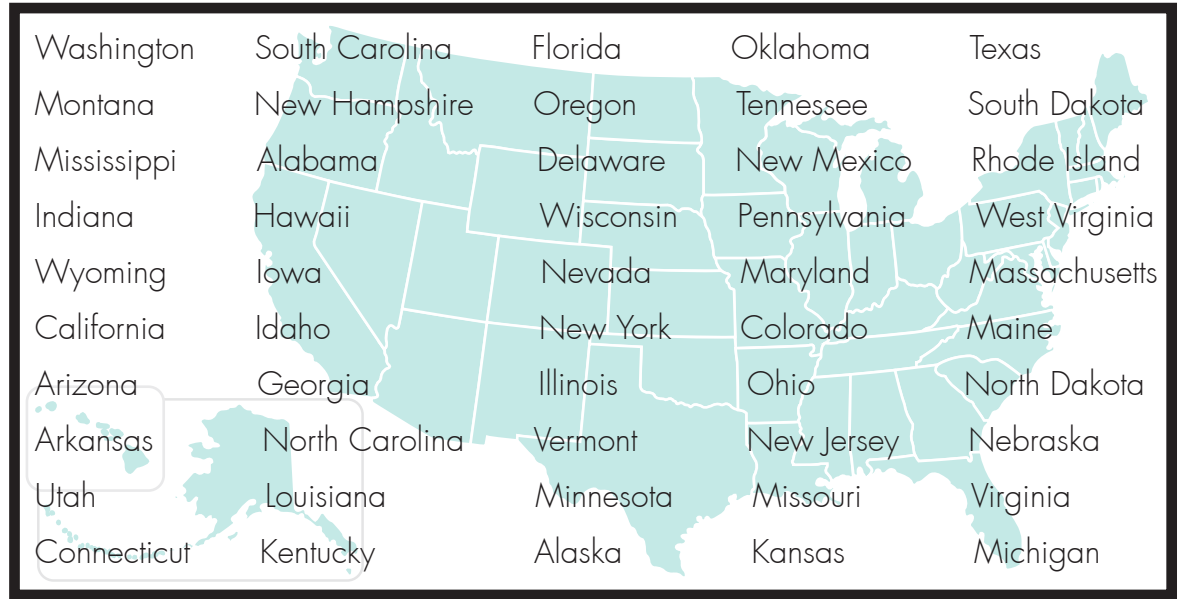 Washington South Carolina Florida Oklahoma Texas
Montana New Hampshire Oregon Tennessee South Dakota
Mississippi Alabama Delaware New Mexico Rhode Island
Indiana Hawaii Wisconsin Pennsylvania West Virginia
Wyoming Iowa Nevada Maryland Massachusetts
California Idaho New York Colorado Maine
Arizona Georgia Illinois Ohio North Dakota
Arkansas North Carolina Vermont New Jersey Nebraska
Utah Louisiana Minnesota Missouri Virginia
Connecticut Kentucky Alaska Kansas Michigan